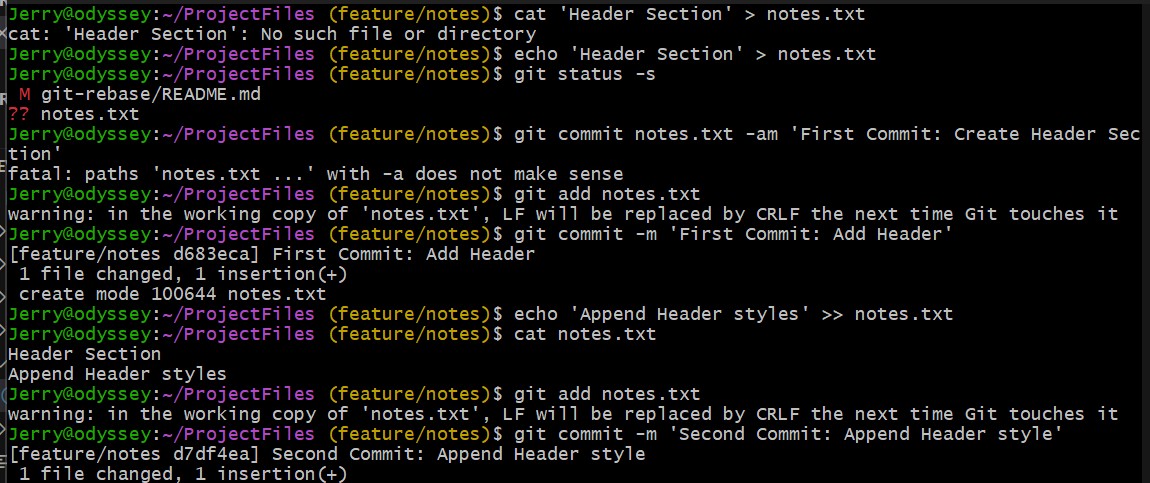 Jerry@odyssey:~/ProjectFiles (feature/notes)$ cat 'Header Section' > notes.txt
cat: 'Header Section': No such file or directory
Jerry@odyssey:~/ProjectFiles (feature/notes)$ echo 'Header Section' > notes.txt
Jerry@odyssey:~/ProjectFiles (feature/notes)$ git status -s
 M git-rebase/README.md
?? notes.txt
Jerry@odyssey:~/ProjectFiles (feature/notes)$ git commit notes.txt -am 'First Commit: Create Header Sec
tion'
fatal: paths 'notes.txt ...' with -a does not make sense
Jerry@odyssey:~/ProjectFiles (feature/notes)$ git add notes.txt
warning: in the working copy of 'notes.txt', LF will be replaced by CRLF the next time Git touches it
Jerry@odyssey:~/ProjectFiles (feature/notes)$ git commit -m 'First Commit: Add Header'
[feature/notes d683eca] First Commit: Add Header
 1 file changed, 1 insertion(+)
 create mode 100644 notes.txt
Jerry@odyssey:~/ProjectFiles (feature/notes)$ echo 'Append Header styles' >> notes.txt
Jerry@odyssey:~/ProjectFiles (feature/notes)$ cat notes.txt
Header Section
Append Header styles
Jerry@odyssey:~/ProjectFiles (feature/notes)$ git add notes.txt
warning: in the working copy of 'notes.txt', LF will be replaced by CRLF the next time Git touches it
Jerry@odyssey:~/ProjectFiles (feature/notes)$ git commit -m 'Second Commit: Append Header style'
[feature/notes d7df4ea] Second Commit: Append Header style
 1 file changed, 1 insertion(+)